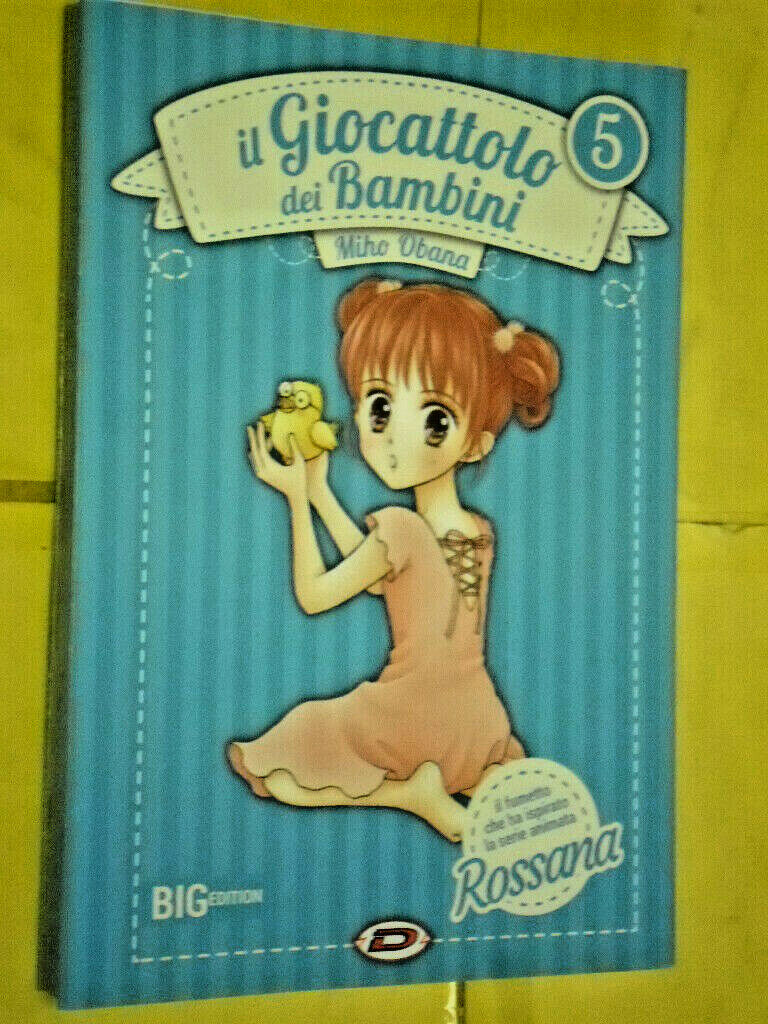 il Giocattolo
dei Bambini
5
Miho Obana
il fumetto
che ha ispirato
la serie animata
Rossana
BIG EDITION
D